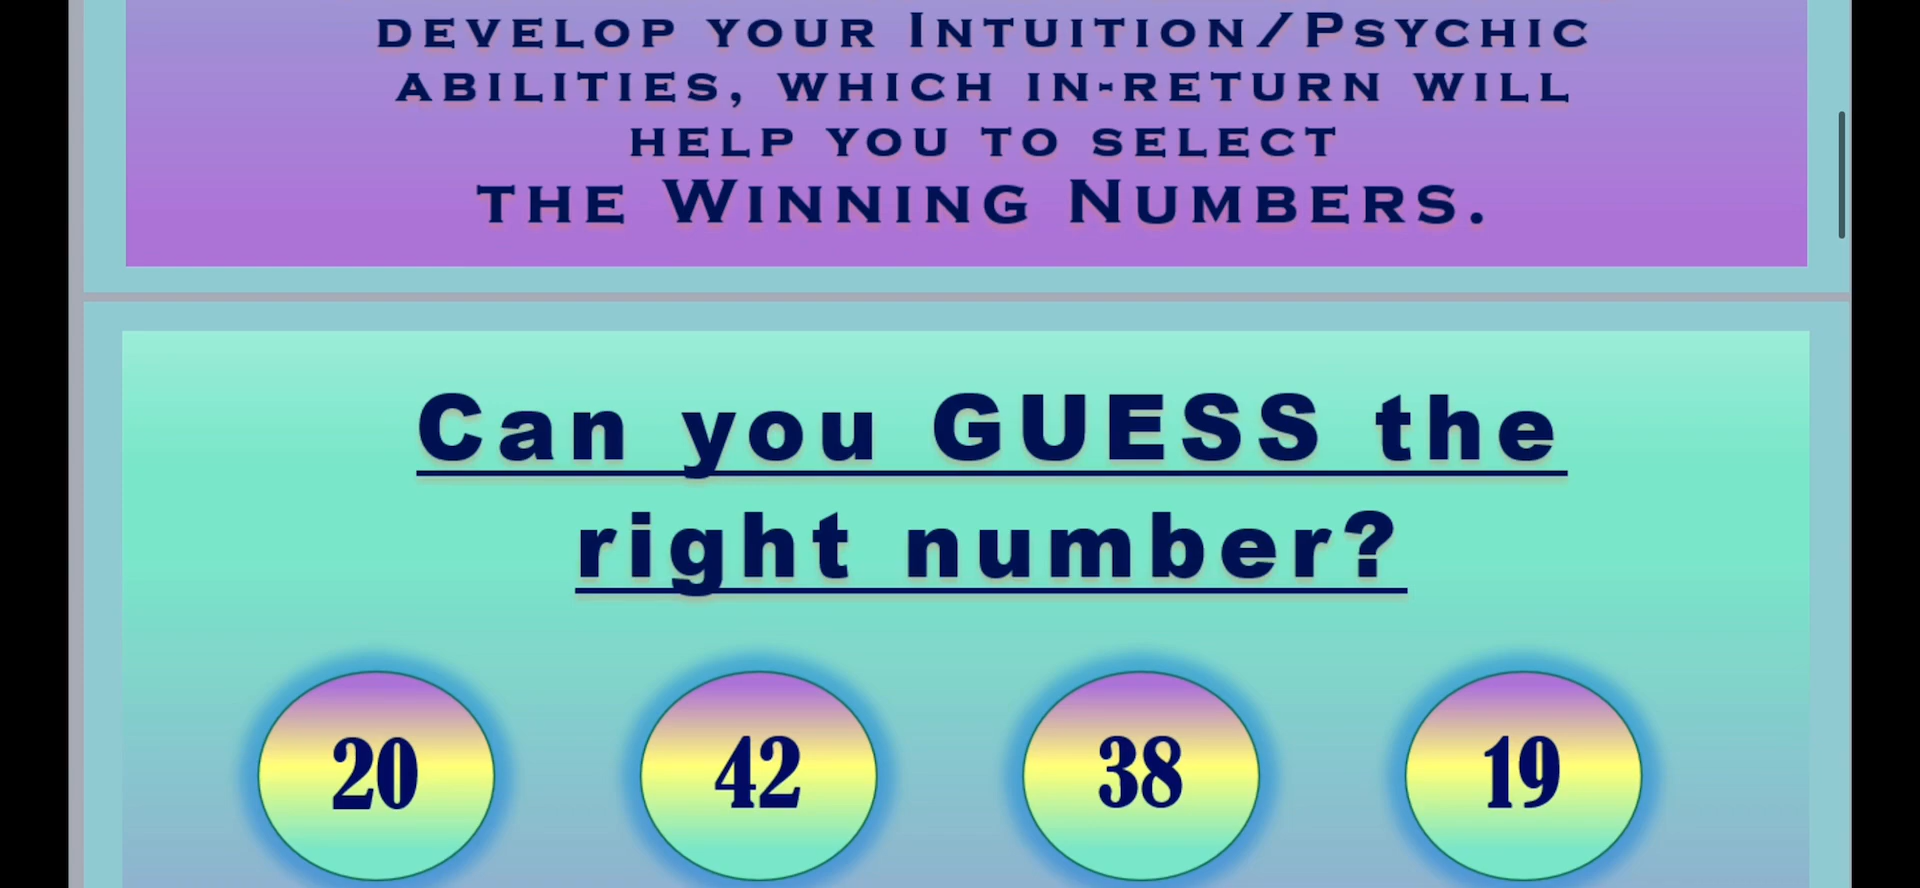 DEVELOP YOUR INTUITION/PSYCHIC
ABILITIES, WHICH IN-RETURN WILL
HELP YOU TO SELECT
THE WINNING NUMBERS.
Can you GUESS the
right number?
20 42 38 19